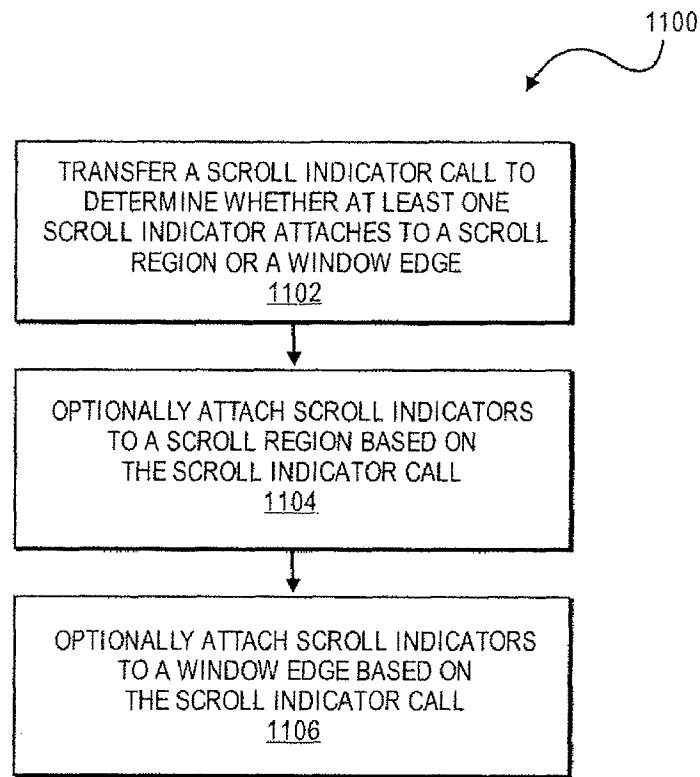 1100
TRANSFER A SCROLL INDICATOR CALL TO
DETERMINE WHETHER AT LEAST ONE
SCROLL INDICATOR ATTACHES TO A SCROLL
REGION OR A WINDOW EDGE
1102
OPTIONALLY ATTACH SCROLL INDICATORS
TO A SCROLL REGION BASED ON
THE SCROLL INDICATOR CALL
1104
OPTIONALLY ATTACH SCROLL INDICATORS
TO A WINDOW EDGE BASED ON
THE SCROLL INDICATOR CALL
1106